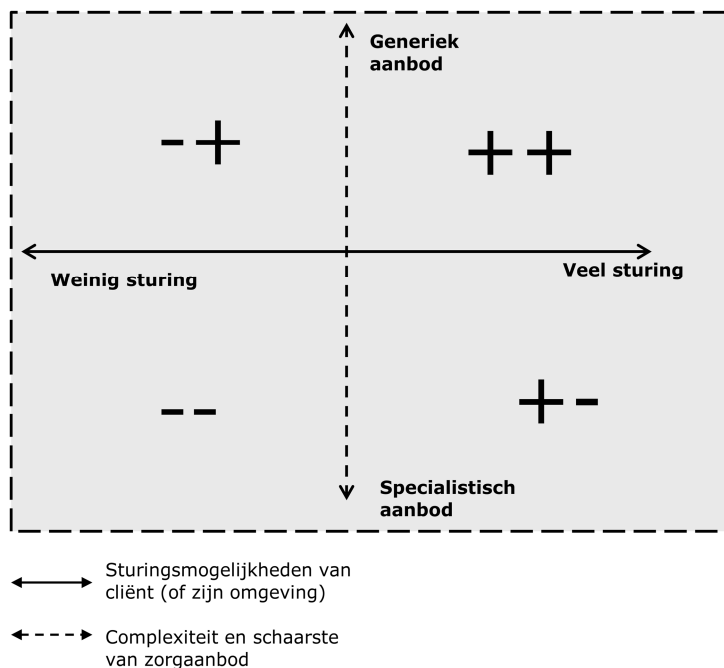 Generiek
aanbod
- +
+ +
Weinig sturing
Veel sturing
- -
+ -
Specialistisch
aanbod
Sturingsmogelijkheden van
cliënt (of zijn omgeving)
Complexiteit en schaarste
van zorgaanbod